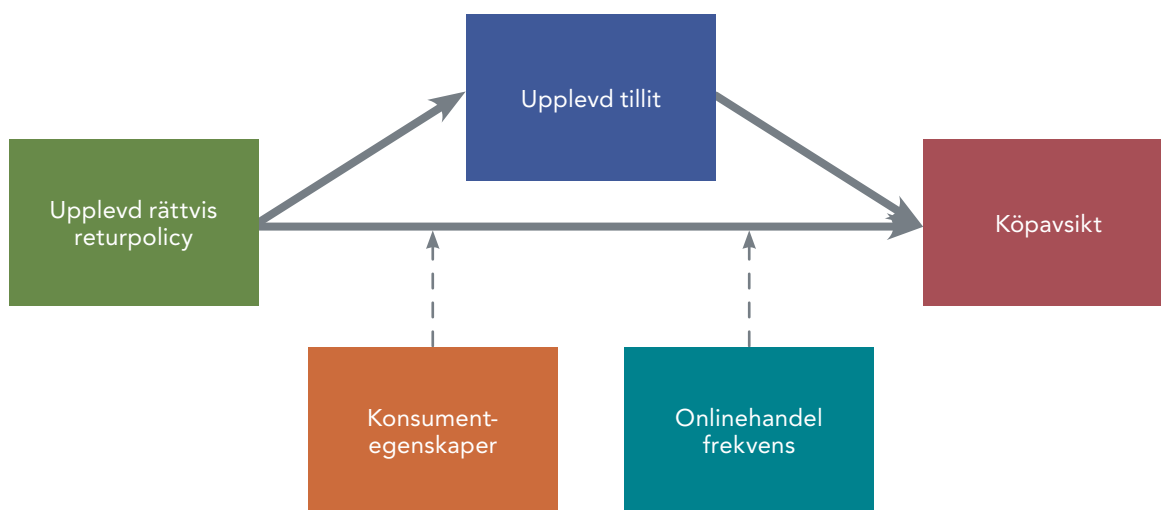 Upplevd tillit
Upplevd rättvis
returpolicy
Köpavsikt
Konsument-
egenskaper
Onlinehandel
frekvens